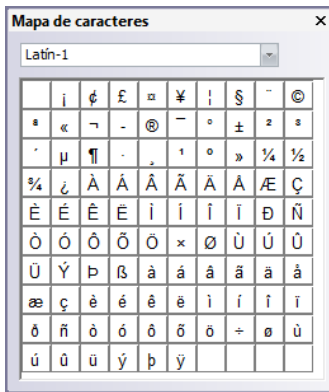 Mapa de caracteres
Latín-1
¡ ¢ £ ¤ ¥ ¦ § ¨ ©
ª « ¬ - ® ¯ ° ± ² ³
´ µ ¶ · ¸ ¹ º » ¼ ½
¾ ¿ À Á Â Ã Ä Å Æ Ç
È É Ê Ë Ì Í Î Ï Ð Ñ
Ò Ó Ô Õ Ö × Ø Ù Ú Û
Ü Ý Þ ß à á â ã ä å
æ ç è é ê ë ì í î ï
ð ñ ò ó ô õ ö ÷ ø ù
ú û ü ý þ ÿ